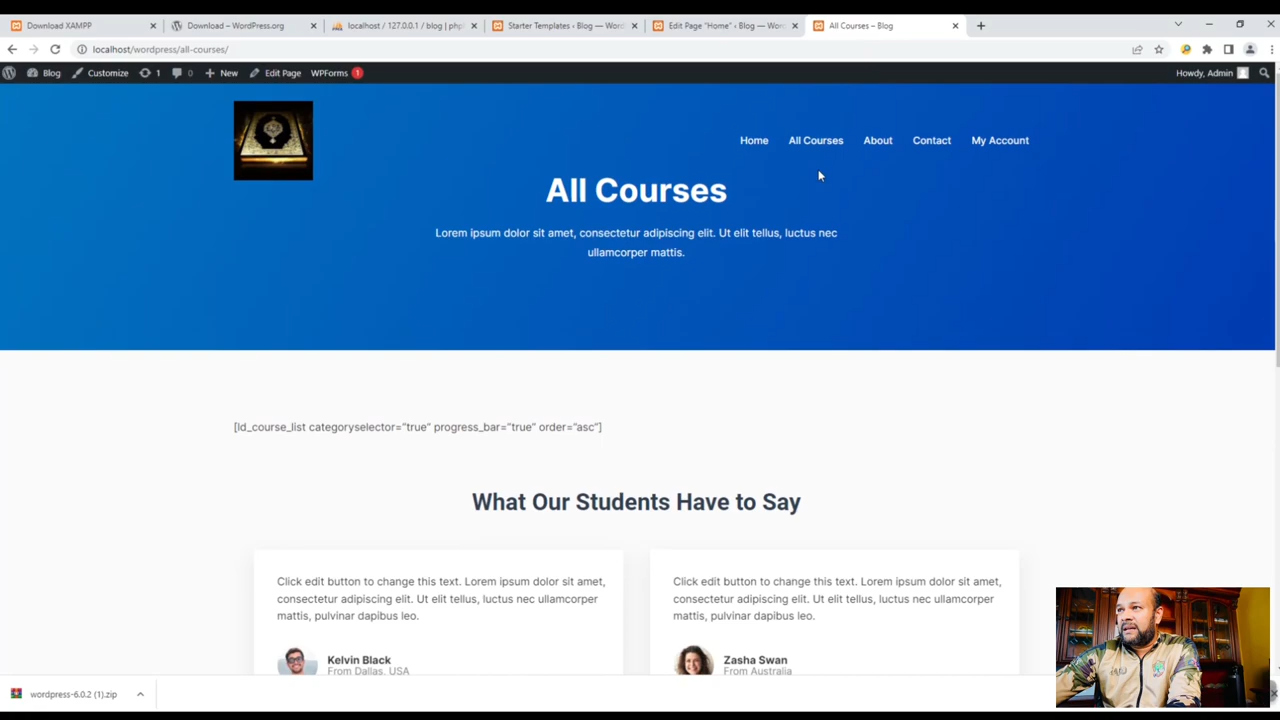 Download XAMPP
Download – WordPress.org
localhost / 127.0.0.1 / blog | php
Starter Templates ‹ Blog — Word
Edit Page "Home" ‹ Blog — Wor
All Courses – Blog
localhost/wordpress/all-courses/
Blog
Customize
1
0
New
Edit Page
WPForms
1
Howdy, Admin
Home
All Courses
About
Contact
My Account
All Courses
Lorem ipsum dolor sit amet, consectetur adipiscing elit. Ut elit tellus, luctus nec
ullamcorper mattis.
[ld_course_list categoryselector="true" progress_bar="true" order="asc"]
What Our Students Have to Say
Click edit button to change this text. Lorem ipsum dolor sit amet,
consectetur adipiscing elit. Ut elit tellus, luctus nec ullamcorper
mattis, pulvinar dapibus leo.
Kelvin Black
From Dallas, USA
Click edit button to change this text. Lorem ipsum dolor sit amet,
consectetur adipiscing elit. Ut elit tellus, luctus nec ullamcorper
mattis, pulvinar dapibus leo.
Zasha Swan
From Australia
wordpress-6.0.2 (1).zip